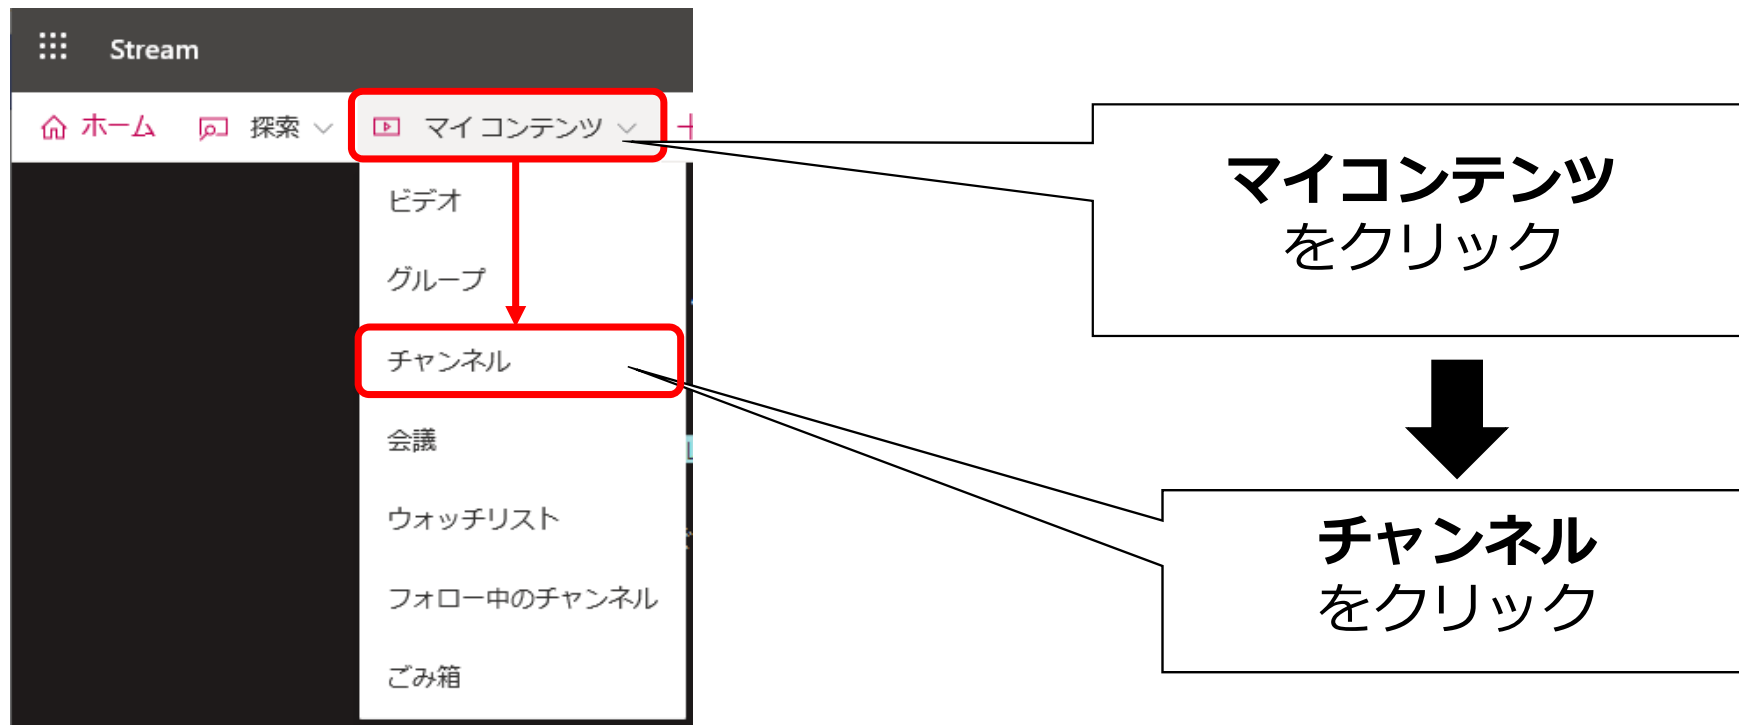 Stream
ホーム 探索 マイ コンテンツ
ビデオ
グループ
チャンネル
会議
ウォッチリスト
フォロー中のチャンネル
ごみ箱
マイコンテンツ
をクリック
チャンネル
をクリック